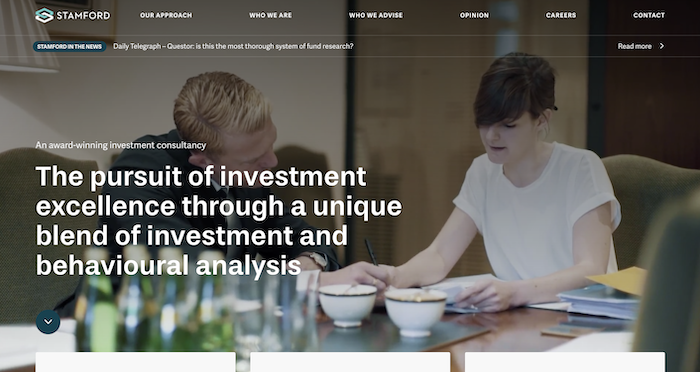 STAMFORD
OUR APPROACH
WHO WE ARE
WHO WE ADVISE
OPINION
CAREERS
CONTACT
STAMFORD IN THE NEWS
Daily Telegraph – Questor: is this the most thorough system of fund research?
Read more
An award-winning investment consultancy
The pursuit of investment
excellence through a unique
blend of investment and
behavioural analysis